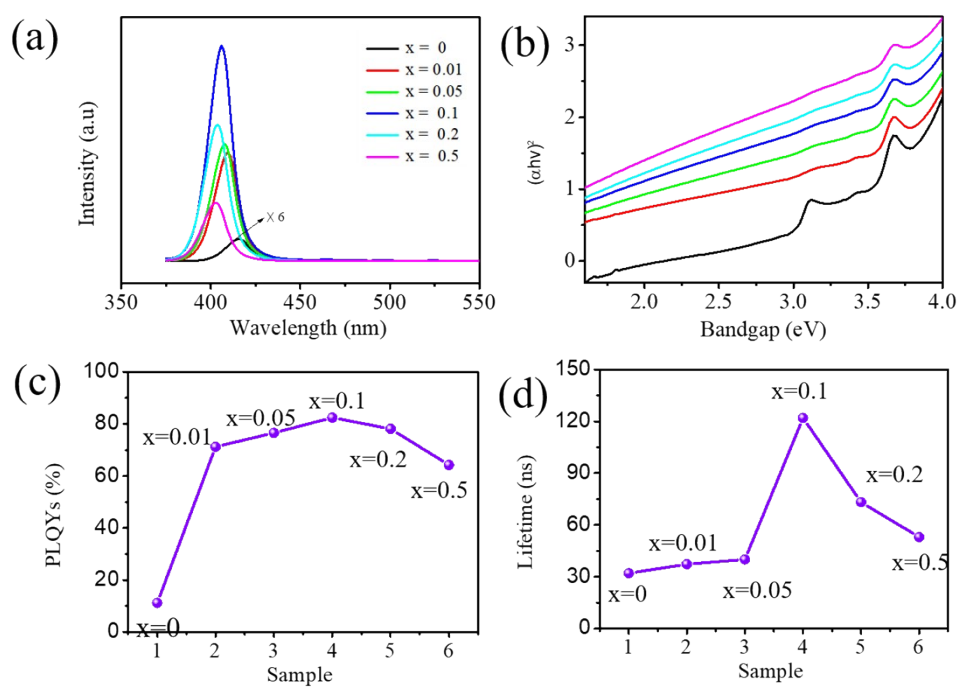 (a)
Intensity (a.u)
x = 0
x = 0.01
x = 0.05
x = 0.1
x = 0.2
x = 0.5
X 6
350 400 450 500 550
Wavelength (nm)
(b)
(αhν)²
3
2
1
0
2.0 2.5 3.0 3.5 4.0
Bandgap (eV)
(c)
PLQYs (%)
100
80
60
40
20
0
x=0
x=0.01
x=0.05
x=0.1
x=0.2
x=0.5
1 2 3 4 5 6
Sample
(d)
Lifetime (ns)
150
120
90
60
30
0
x=0
x=0.01
x=0.05
x=0.1
x=0.2
x=0.5
1 2 3 4 5 6
Sample